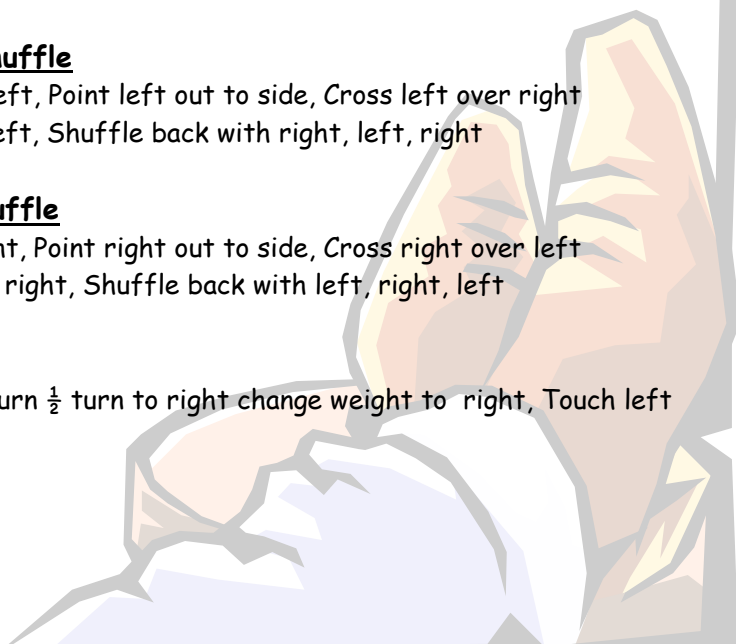 uffle
eft, Point left out to side, Cross left over right
eft, Shuffle back with right, left, right
uffle
nt, Point right out to side, Cross right over left
right, Shuffle back with left, right, left
urn ½ turn to right change weight to  right, Touch left